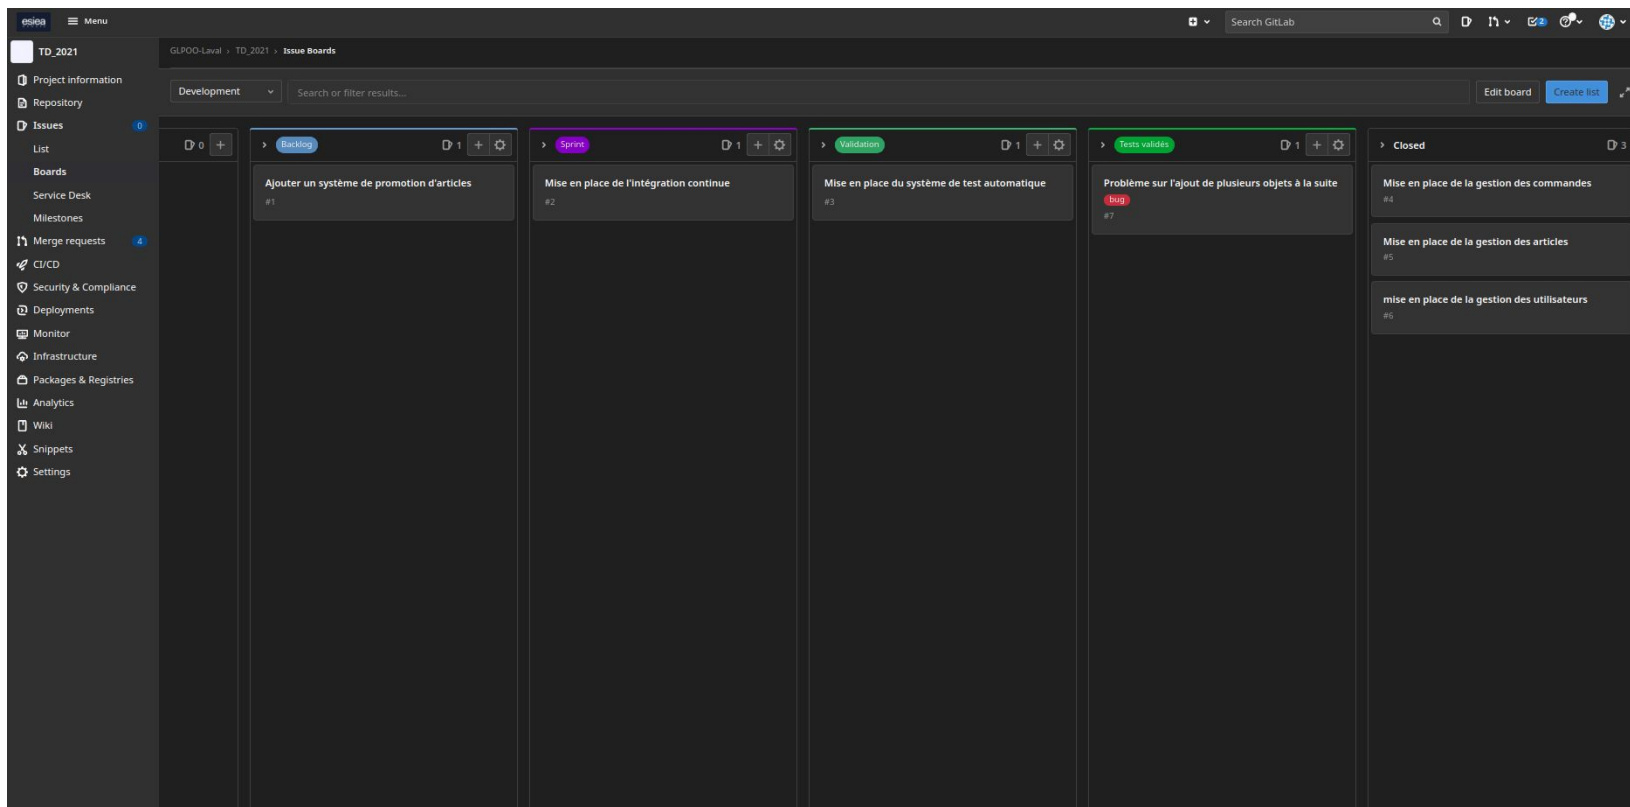 esiea Menu Search GitLab 2
TD_2021
GLPOO-Laval › TD_2021 › Issue Boards
Project information
Repository
Issues 0
List
Boards
Service Desk
Milestones
Merge requests 4
CI/CD
Security & Compliance
Deployments
Monitor
Infrastructure
Packages & Registries
Analytics
Wiki
Snippets
Settings
Development Search or filter results... Edit board Create list
0
Backlog 1
Ajouter un système de promotion d'articles
#1
Sprint 1
Mise en place de l'intégration continue
#2
Validation 1
Mise en place du système de test automatique
#3
Tests validés 1
Problème sur l'ajout de plusieurs objets à la suite
bug
#7
Closed 3
Mise en place de la gestion des commandes
#4
Mise en place de la gestion des articles
#5
mise en place de la gestion des utilisateurs
#6